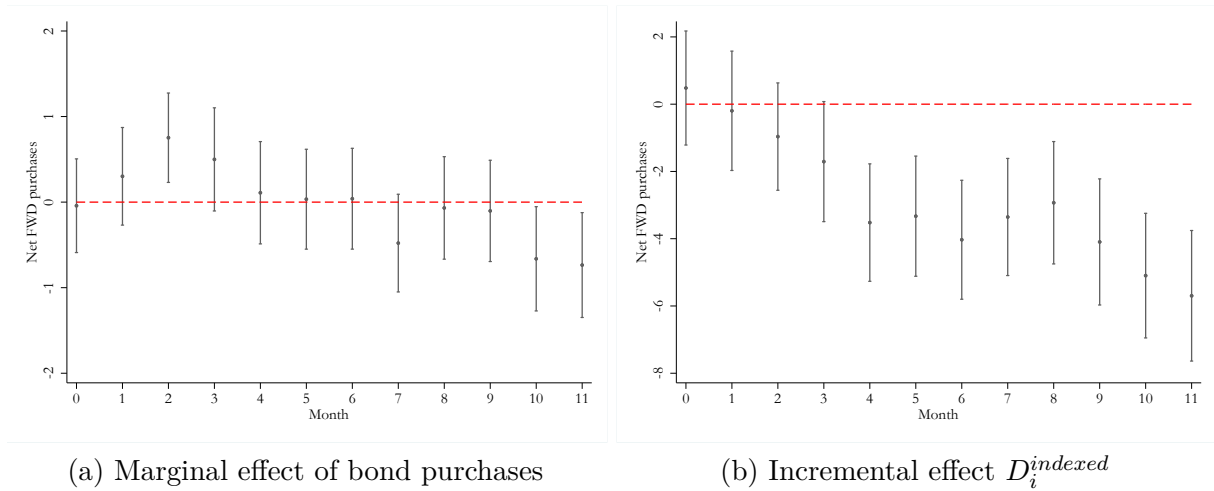 2
1
0
-1
-2
Net FWD purchases
0 1 2 3 4 5 6 7 8 9 10 11
Month
(a) Marginal effect of bond purchases
2
0
-2
-4
-6
-8
Net FWD purchases
0 1 2 3 4 5 6 7 8 9 10 11
Month
(b) Incremental effect $D_i^{indexed}$